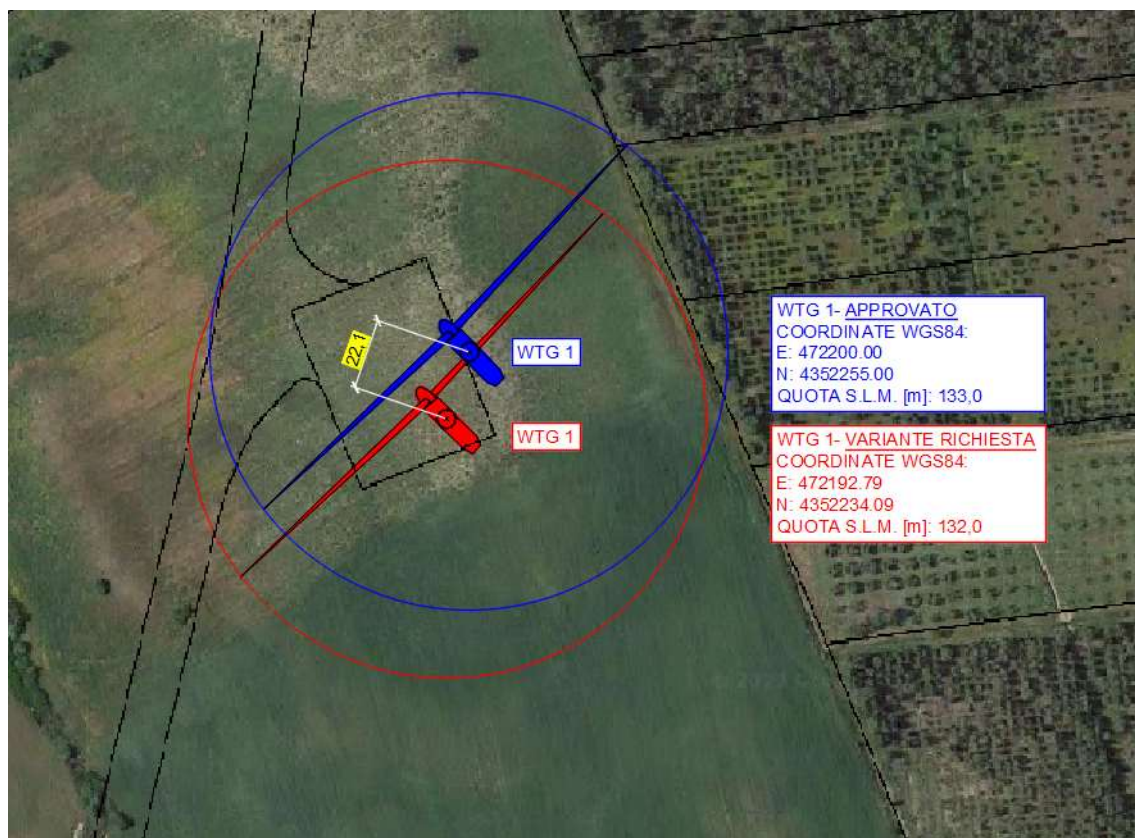 22,1
WTG 1
WTG 1
WTG 1- APPROVATO
COORDINATE WGS84:
E: 472200.00
N: 4352255.00
QUOTA S.L.M. [m]: 133,0
WTG 1- VARIANTE RICHIESTA
COORDINATE WGS84:
E: 472192.79
N: 4352234.09
QUOTA S.L.M. [m]: 132,0